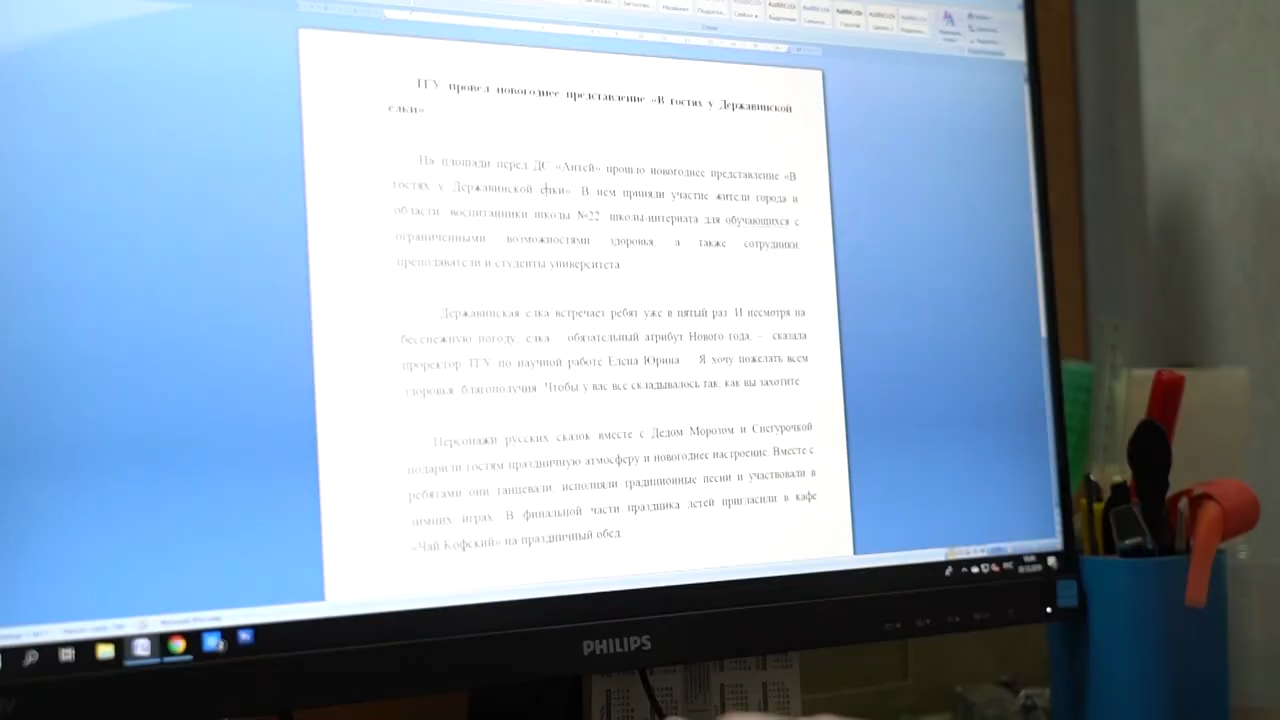 ТГУ провел новогоднее представление «В гостях у Державинской
елки»
На площади перед ДС «Антей» прошло новогоднее представление «В
гостях у Державинской елки». В нем приняли участие жители города и
области, воспитанники школы №22, школы-интерната для обучающихся с
ограниченными возможностями здоровья, а также сотрудники,
преподаватели и студенты университета.
Державинская елка встречает ребят уже в пятый раз. И несмотря на
бесснежную погоду, елка – обязательный атрибут Нового года, – сказала
проректор ТГУ по научной работе Елена Юрина. – Я хочу пожелать всем
здоровья, благополучия. Чтобы у вас все складывалось так, как вы захотите.
Персонажи русских сказок вместе с Дедом Морозом и Снегурочкой
подарили гостям праздничную атмосферу и новогоднее настроение. Вместе с
ребятами они танцевали, исполняли традиционные песни и участвовали в
зимних играх. В финальной части праздника детей пригласили в кафе
«Чай Кофский» на праздничный обед.
PHILIPS